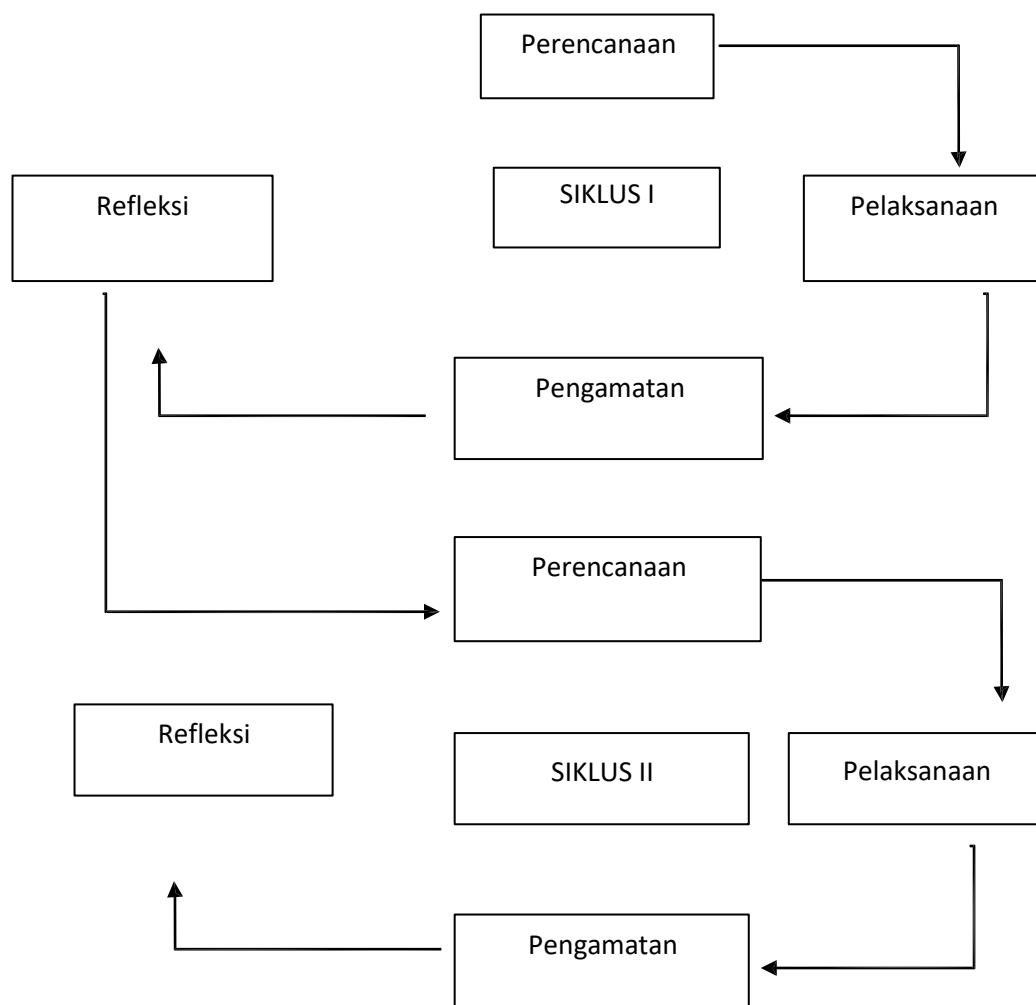 Perencanaan
Refleksi
SIKLUS I
Pelaksanaan
Pengamatan
Perencanaan
Refleksi
SIKLUS II
Pelaksanaan
Pengamatan